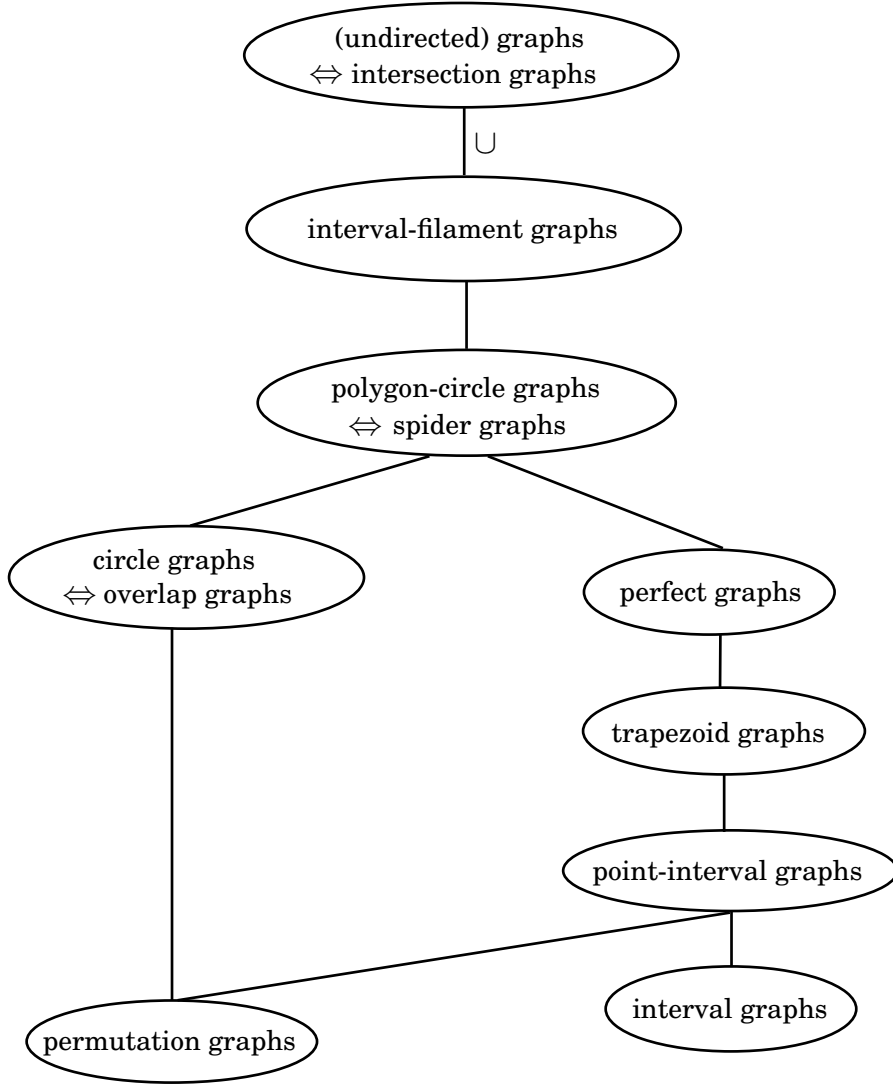 (undirected) graphs
⇔ intersection graphs
∪
interval-filament graphs
polygon-circle graphs
⇔ spider graphs
circle graphs
⇔ overlap graphs
perfect graphs
trapezoid graphs
point-interval graphs
interval graphs
permutation graphs